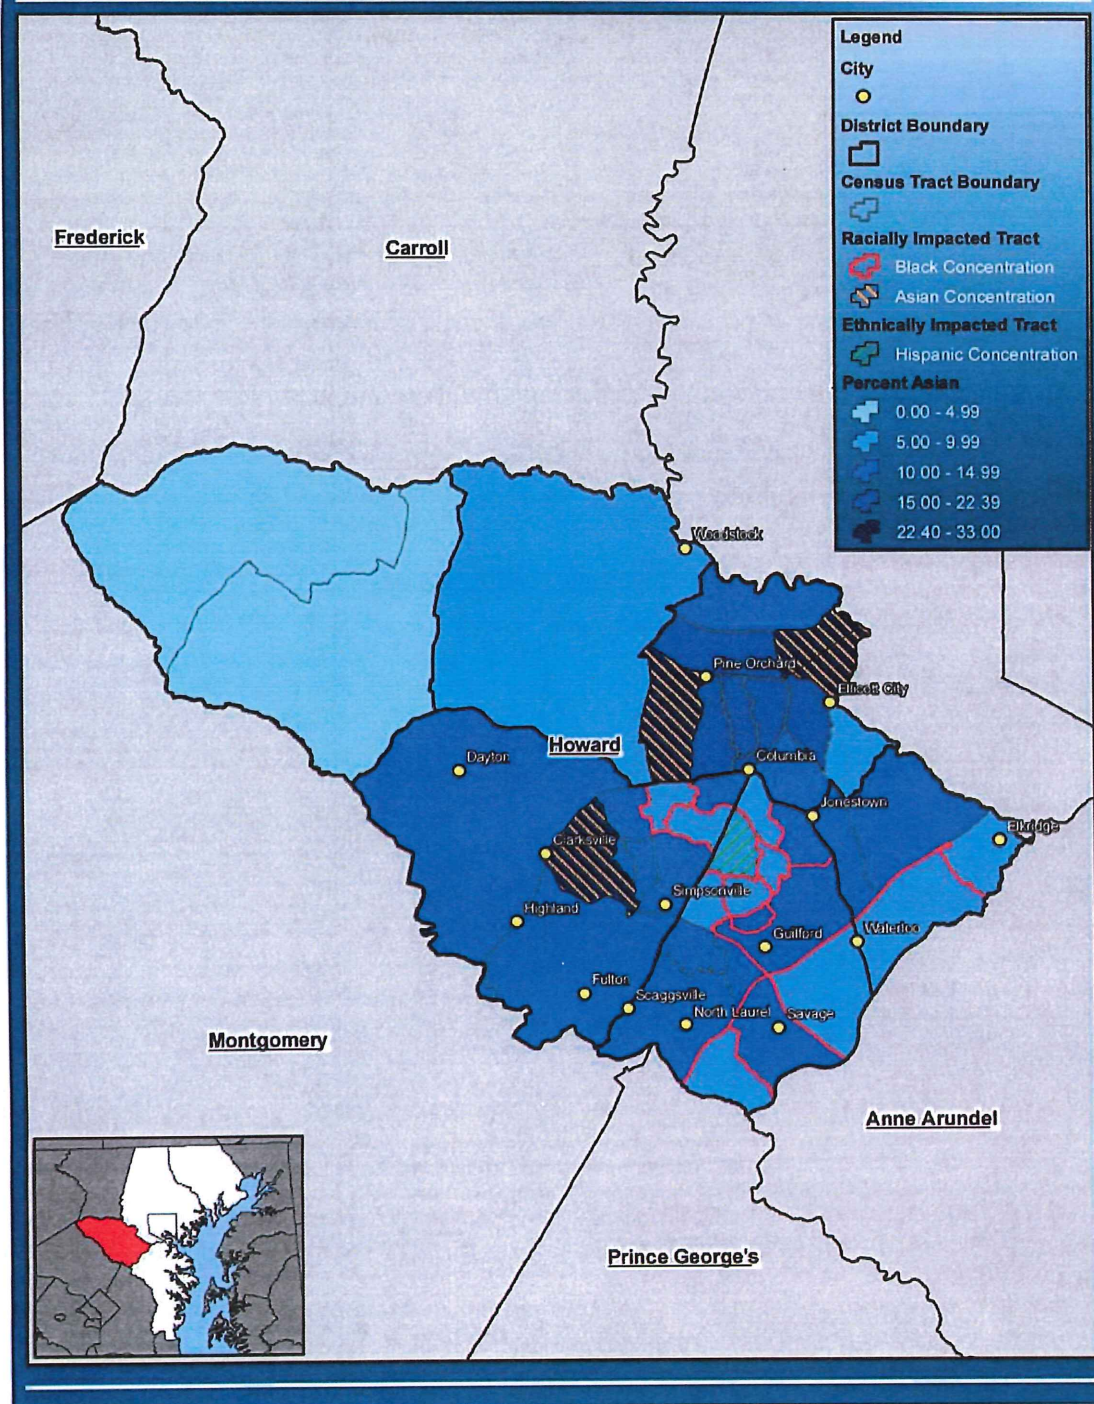 Legend
City
District Boundary
Census Tract Boundary
Racially Impacted Tract
Black Concentration
Asian Concentration
Ethnically Impacted Tract
Hispanic Concentration
Percent Asian
0.00 - 4.99
5.00 - 9.99
10.00 - 14.99
15.00 - 22.39
22.40 - 33.00
Frederick
Carroll
Woodstock
Pine Orchard
Ellicott City
Howard
Dayton
Columbia
Jonestown
Elkridge
Clarksville
Simpsonville
Highland
Guilford
Waterloo
Fulton
Scaggsville
North Laurel
Savage
Montgomery
Anne Arundel
Prince George's